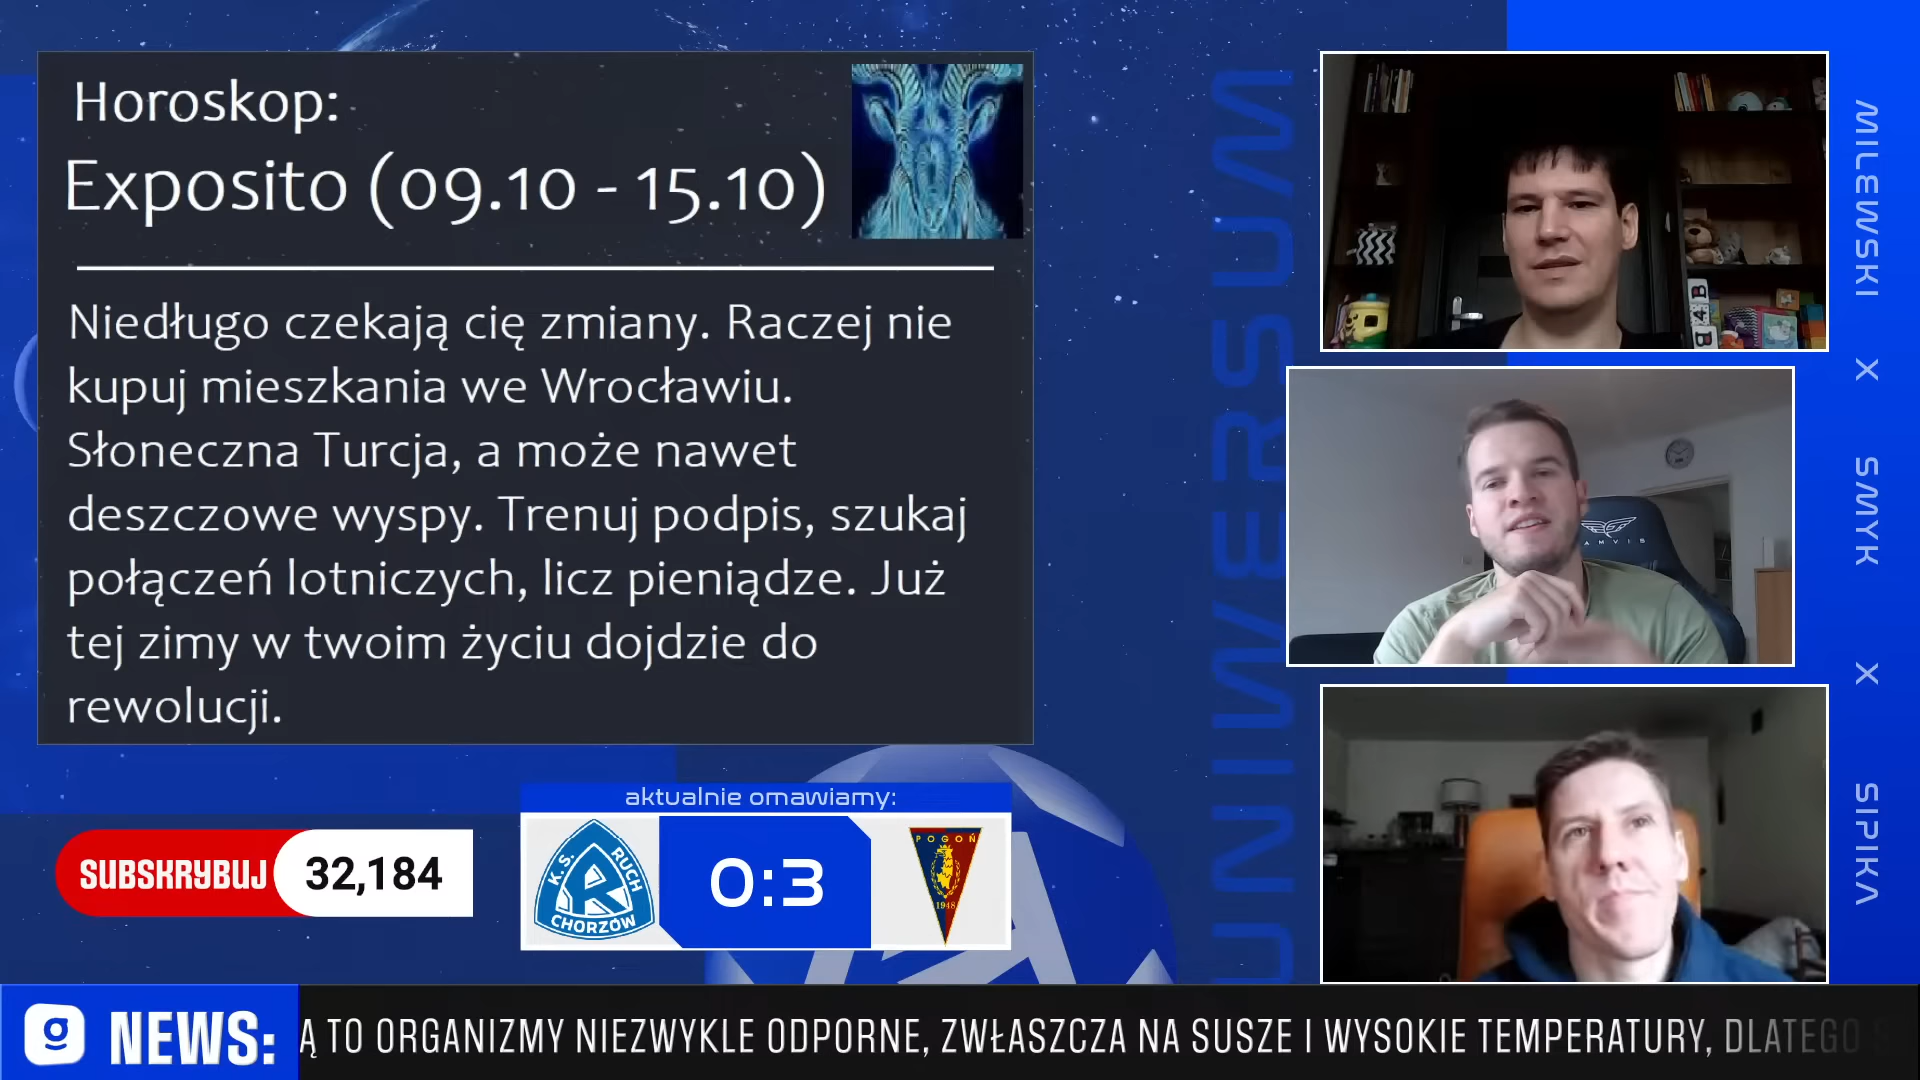 Horoskop:
Exposito (09.10 - 15.10)
Niedługo czekają cię zmiany. Raczej nie
kupuj mieszkania we Wrocławiu.
Słoneczna Turcja, a może nawet
deszczowe wyspy. Trenuj podpis, szukaj
połączeń lotniczych, licz pieniądze. Już
tej zimy w twoim życiu dojdzie do
rewolucji.
UNIWERSUM
MILEWSKI X SMYK X SIPIKA
SUBSKRYBUJ 32,184
aktualnie omawiamy:
K.S. RUCH
CHORZÓW
0:3
POGOŃ
1948
g NEWS: Ą TO ORGANIZMY NIEZWYKLE ODPORNE, ZWŁASZCZA NA SUSZE I WYSOKIE TEMPERATURY, DLATEGO